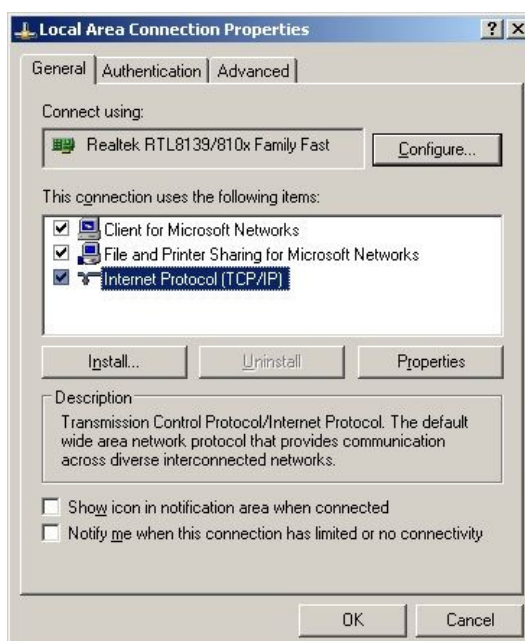 Local Area Connection Properties
General Authentication Advanced
Connect using:
Realtek RTL8139/810x Family Fast Configure...
This connection uses the following items:
Client for Microsoft Networks
File and Printer Sharing for Microsoft Networks
Internet Protocol (TCP/IP)
Install... Uninstall Properties
Description
Transmission Control Protocol/Internet Protocol. The default
wide area network protocol that provides communication
across diverse interconnected networks.
Show icon in notification area when connected
Notify me when this connection has limited or no connectivity
OK Cancel